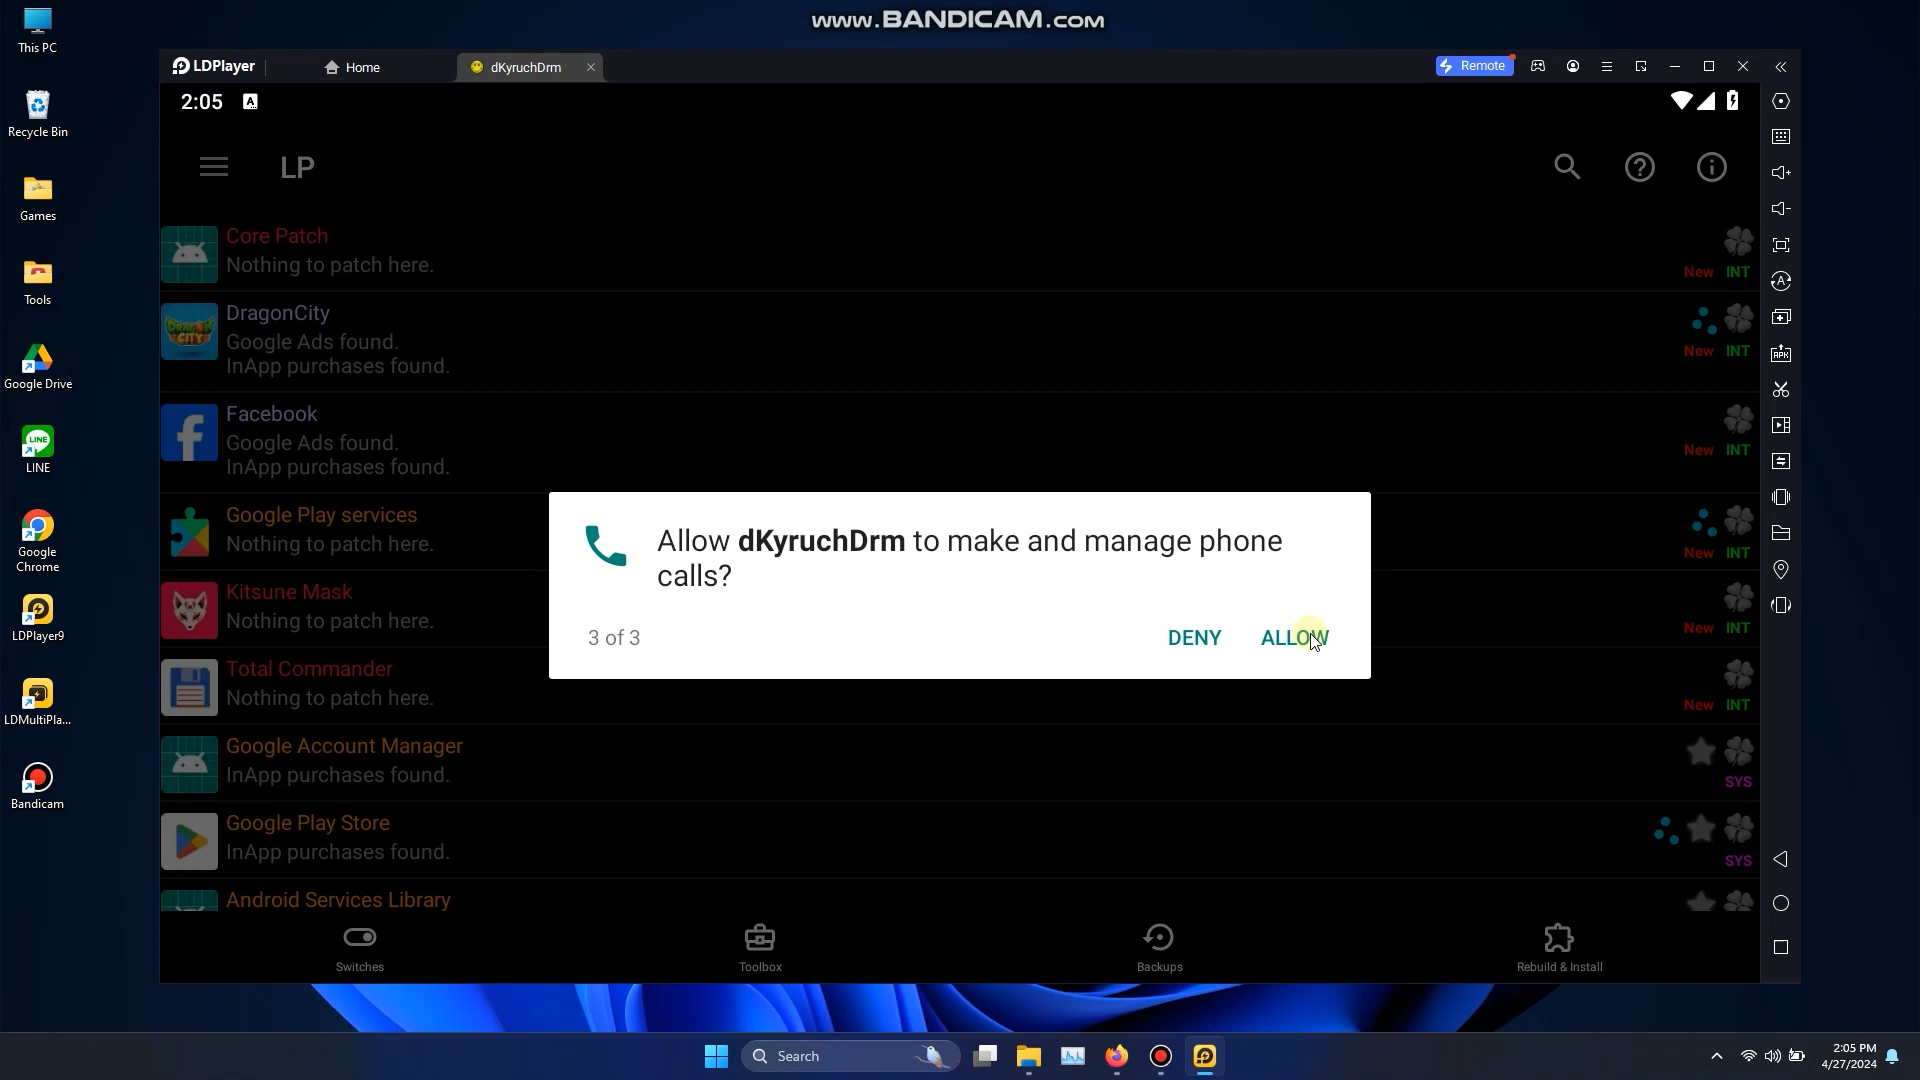 www.BANDICAM.com
This PC
Recycle Bin
Games
Tools
Google Drive
LINE
LINE
Google
Chrome
LDPlayer9
LDMultiPla...
Bandicam
LDPlayer
Home
dKyruchDrm
Remote
2:05
A
LP
Core Patch
Nothing to patch here.
New INT
DRAGON
CITY
DragonCity
Google Ads found.
InApp purchases found.
New INT
Facebook
Google Ads found.
InApp purchases found.
New INT
Google Play services
Nothing to patch here.
New INT
Kitsune Mask
Nothing to patch here.
New INT
Total Commander
Nothing to patch here.
New INT
Google Account Manager
InApp purchases found.
SYS
Google Play Store
InApp purchases found.
SYS
Android Services Library
Allow dKyruchDrm to make and manage phone
calls?
3 of 3
DENY
ALLOW
Switches
Toolbox
Backups
Rebuild & Install
A
APK
Search
2:05 PM
4/27/2024